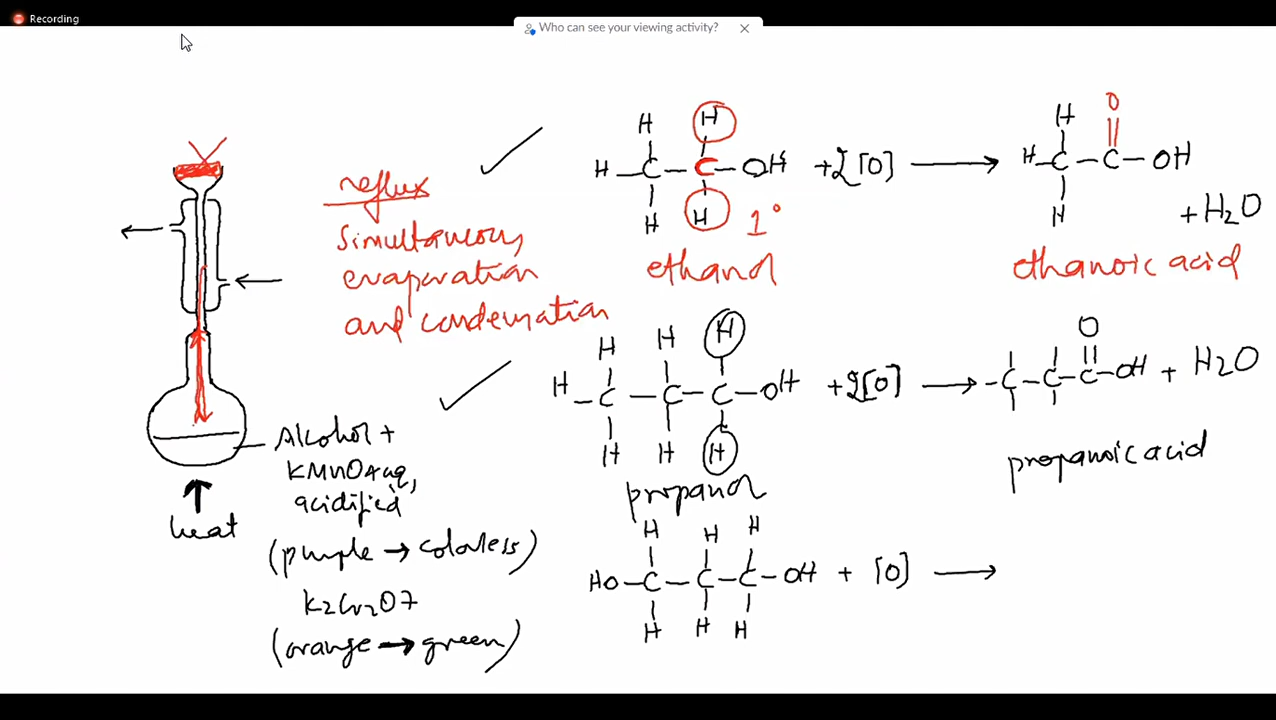 Recording
Who can see your viewing activity?
reflux
Simultaneous
evaporation
and condensation
H H
H C C OH +2[O] → H C C OH
O
H
H H 1° H +H2O
ethanol ethanoic acid
H H H O
H C C C OH +2[O] → C C C OH + H2O
H H H
propanol propanoic acid
Alcohol +
KMnO4 aq,
acidified
heat
(purple → colorless)
K2Cr2O7
(orange → green)
H H H
HO C C C OH + [O] →
H H H